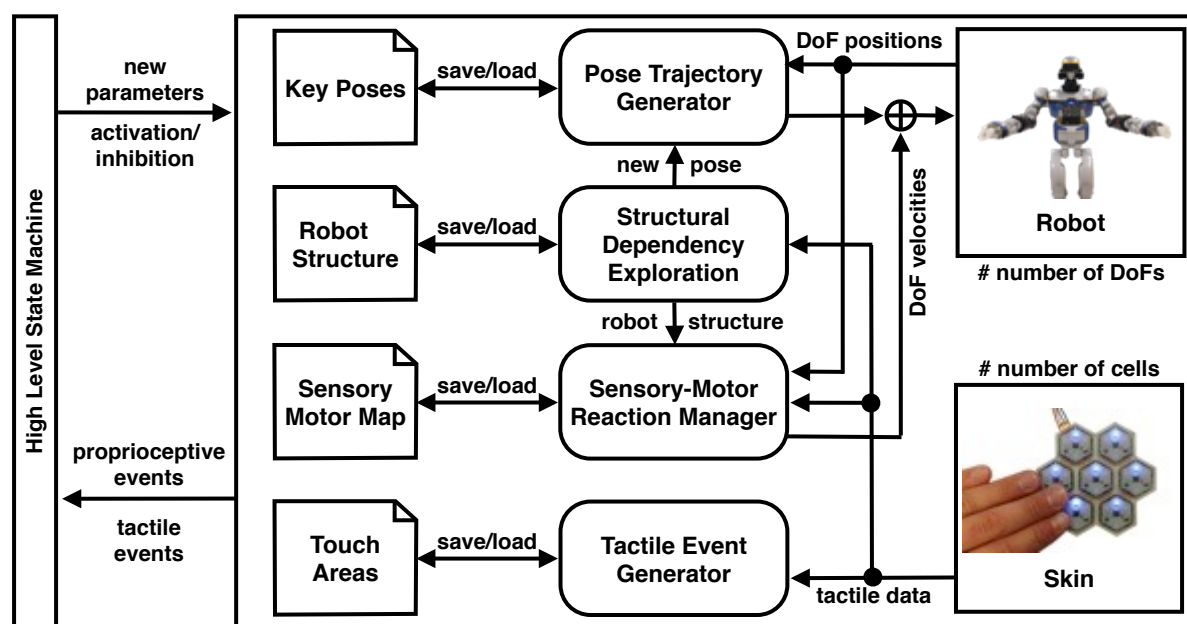 High Level State Machine
new
parameters
activation/
inhibition
proprioceptive
events
tactile
events
Key Poses
save/load
Pose Trajectory
Generator
DoF positions
new pose
Robot
Structure
save/load
Structural
Dependency
Exploration
DoF velocities
Robot
# number of DoFs
robot structure
Sensory
Motor Map
save/load
Sensory-Motor
Reaction Manager
# number of cells
Touch
Areas
save/load
Tactile Event
Generator
tactile data
Skin